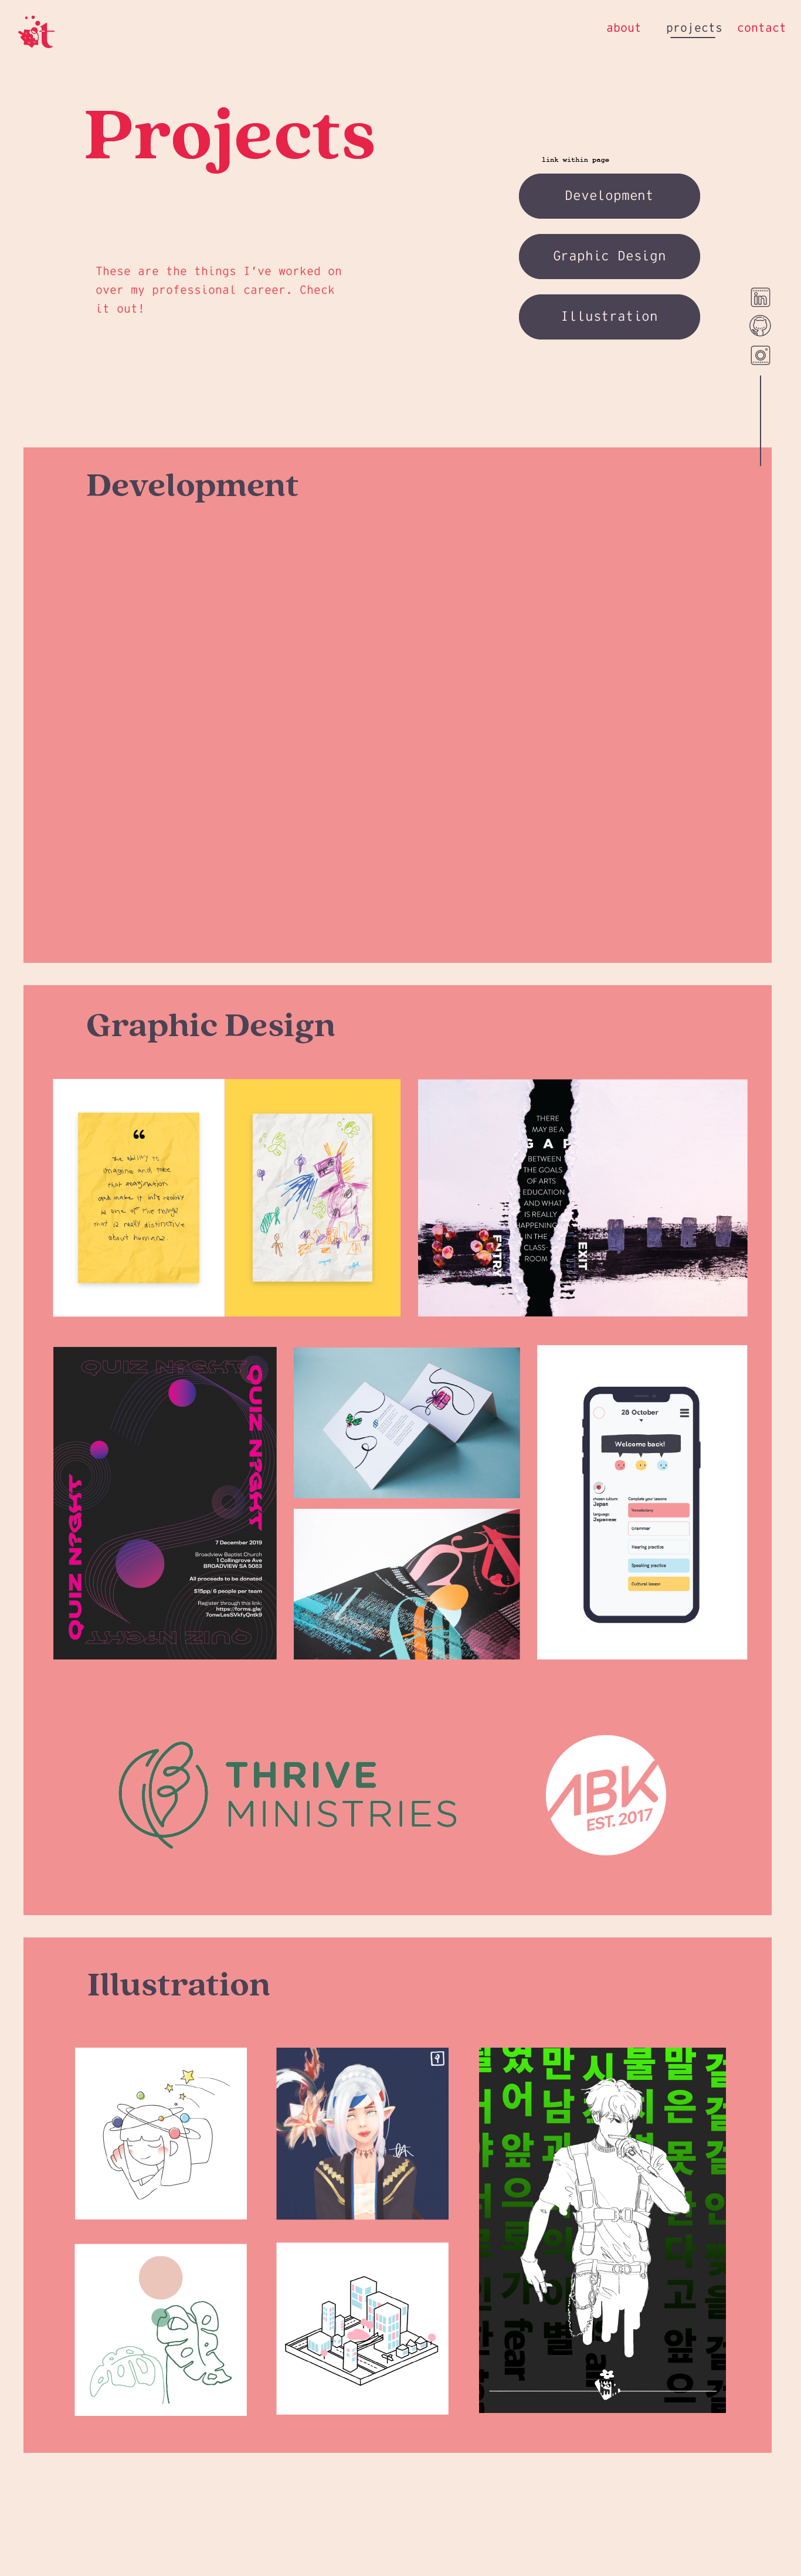 about projects contact
Projects
link within page
Development
Graphic Design
Illustration
These are the things I've worked on
over my professional career. Check
it out!
Development
Graphic Design
“
the ability to
imagine and take
that imagination
and make it into reality
is one of the things
that is really distinctive
about humans.
THERE
MAY BE A
GAP
BETWEEN
THE GOALS
OF ARTS
EDUCATION
AND WHAT
IS REALLY
HAPPENING
IN THE
CLASS-
ROOM
ENTRY
EXIT
QUIZ N?GHT
QUIZ N?GHT
QUIZ N?GHT
7 December 2019
Broadview Baptist Church
1 Collingrove Ave
BROADVIEW SA 5083
All proceeds to be donated
$15pp/ 6 people per team
Register through this link:
https://forms.gle/
7onwLesSVkfyQntk9
QUIZ N?GHT
28 October
Welcome back!
chosen culture:
Japan
language:
Japanese
Complete your lessons
Vocabulary
Grammar
Hearing practice
Speaking practice
Cultural lesson
THRIVE
MINISTRIES
ABK
EST. 2017
Illustration
fear